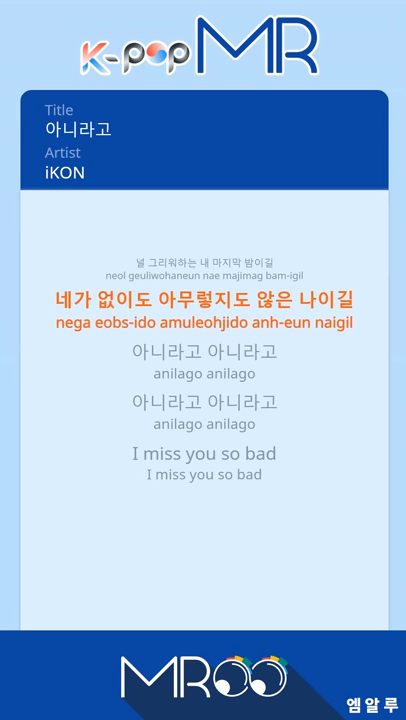 K-pop MR
Title
아니라고
Artist
iKON
널 그리워하는 내 마지막 밤이길
neol geuliwohaneun nae majimag bam-igil
네가 없이도 아무렇지도 않은 나이길
nega eobs-ido amuleohjido anh-eun naigil
아니라고 아니라고
anilago anilago
아니라고 아니라고
anilago anilago
I miss you so bad
I miss you so bad
MROO
엠알루